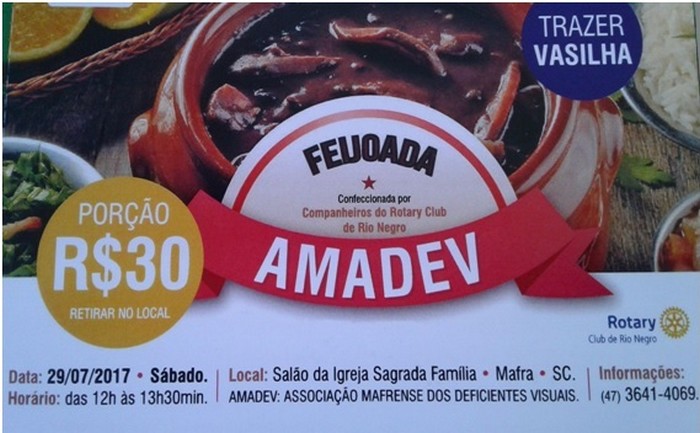 TRAZER
VASILHA
FEIJOADA
Confeccionada por
Companheiros do Rotary Club
de Rio Negro
AMADEV
PORÇÃO
R$30
RETIRAR NO LOCAL
Rotary
Club de Rio Negro
Data: 29/07/2017 • Sábado.
Horário: das 12h às 13h30min.
Local: Salão da Igreja Sagrada Família • Mafra • SC.
AMADEV: ASSOCIAÇÃO MAFRENSE DOS DEFICIENTES VISUAIS.
Informações:
(47) 3641-4069.